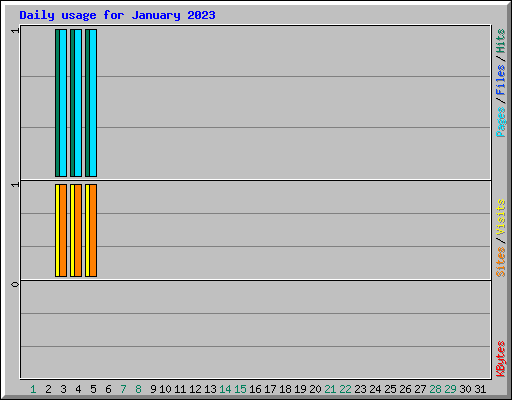 Daily usage for January 2023
1
1
0
Pages / Files / Hits
Sites / Visits
KBytes
1 2 3 4 5 6 7 8 9 10 11 12 13 14 15 16 17 18 19 20 21 22 23 24 25 26 27 28 29 30 31